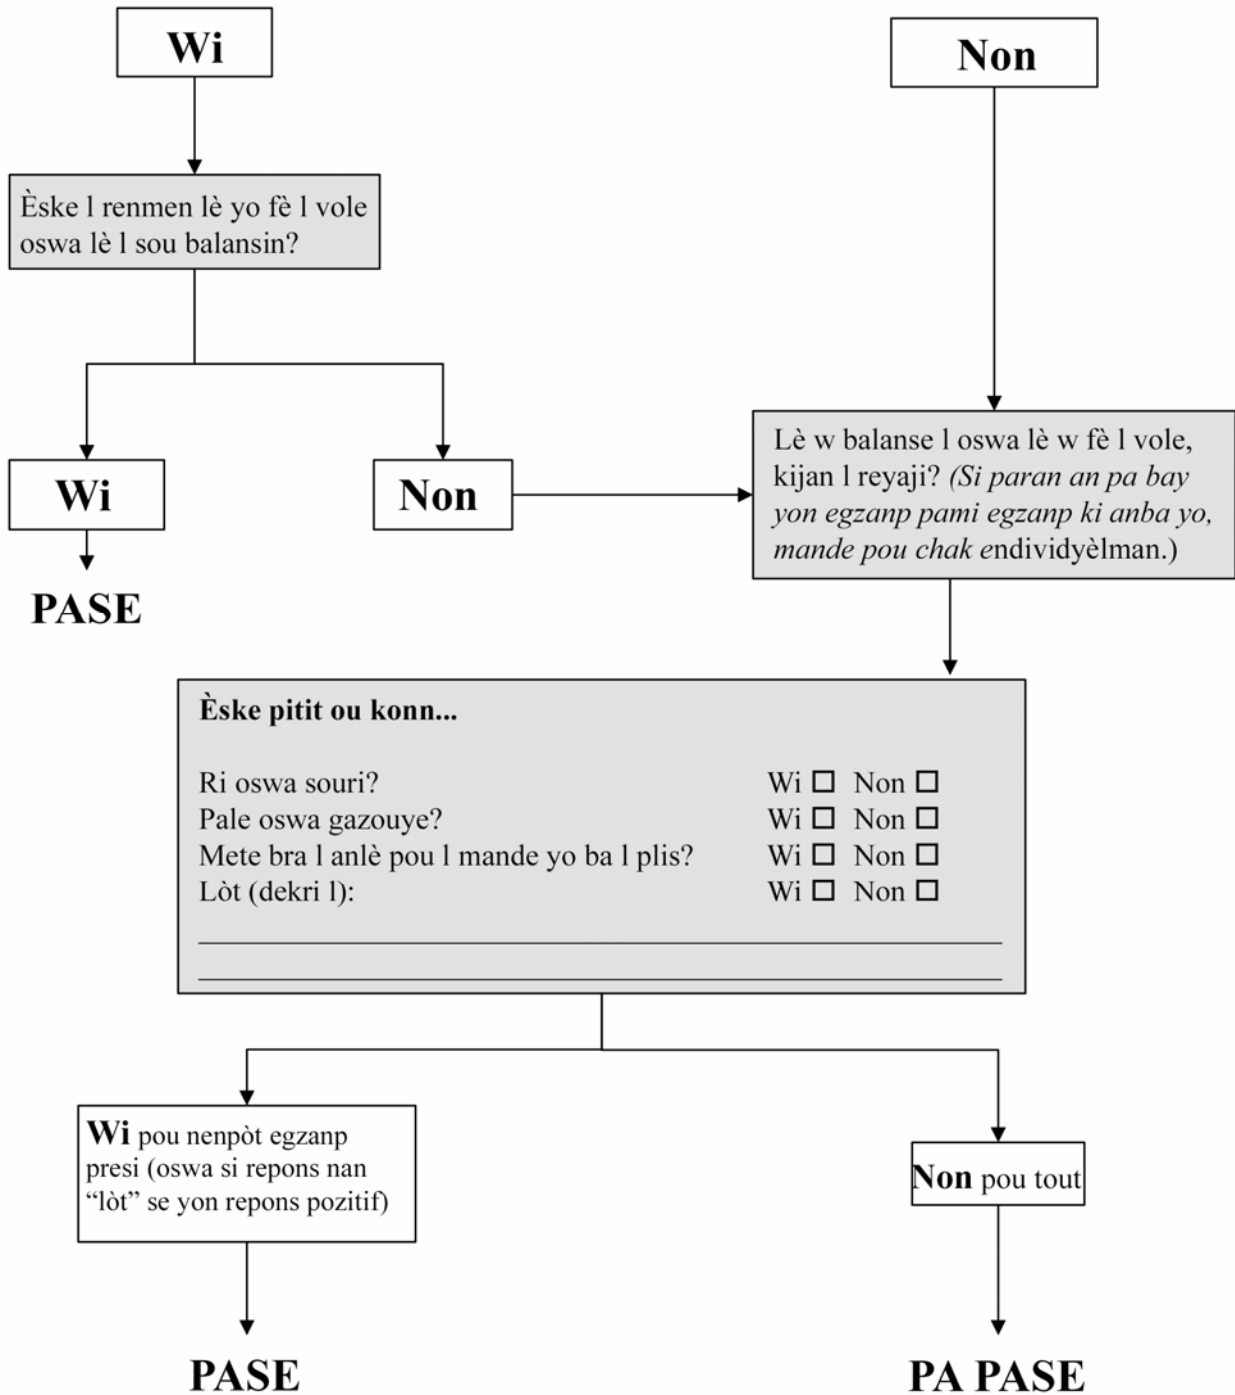 Wi
Non
Èske l renmen lè yo fè l vole
oswa lè l sou balansin?
Wi
Non
Lè w balanse l oswa lè w fè l vole,
kijan l reyaji? (Si paran an pa bay
yon egzanp pami egzanp ki anba yo,
mande pou chak endividyèlman.)
PASE
Èske pitit ou konn...
Ri oswa souri? Wi ☐ Non ☐
Pale oswa gazouye? Wi ☐ Non ☐
Mete bra l anlè pou l mande yo ba l plis? Wi ☐ Non ☐
Lòt (dekri l): Wi ☐ Non ☐
Wi pou nenpòt egzanp
presi (oswa si repons nan
“lòt” se yon repons pozitif)
Non pou tout
PASE
PA PASE